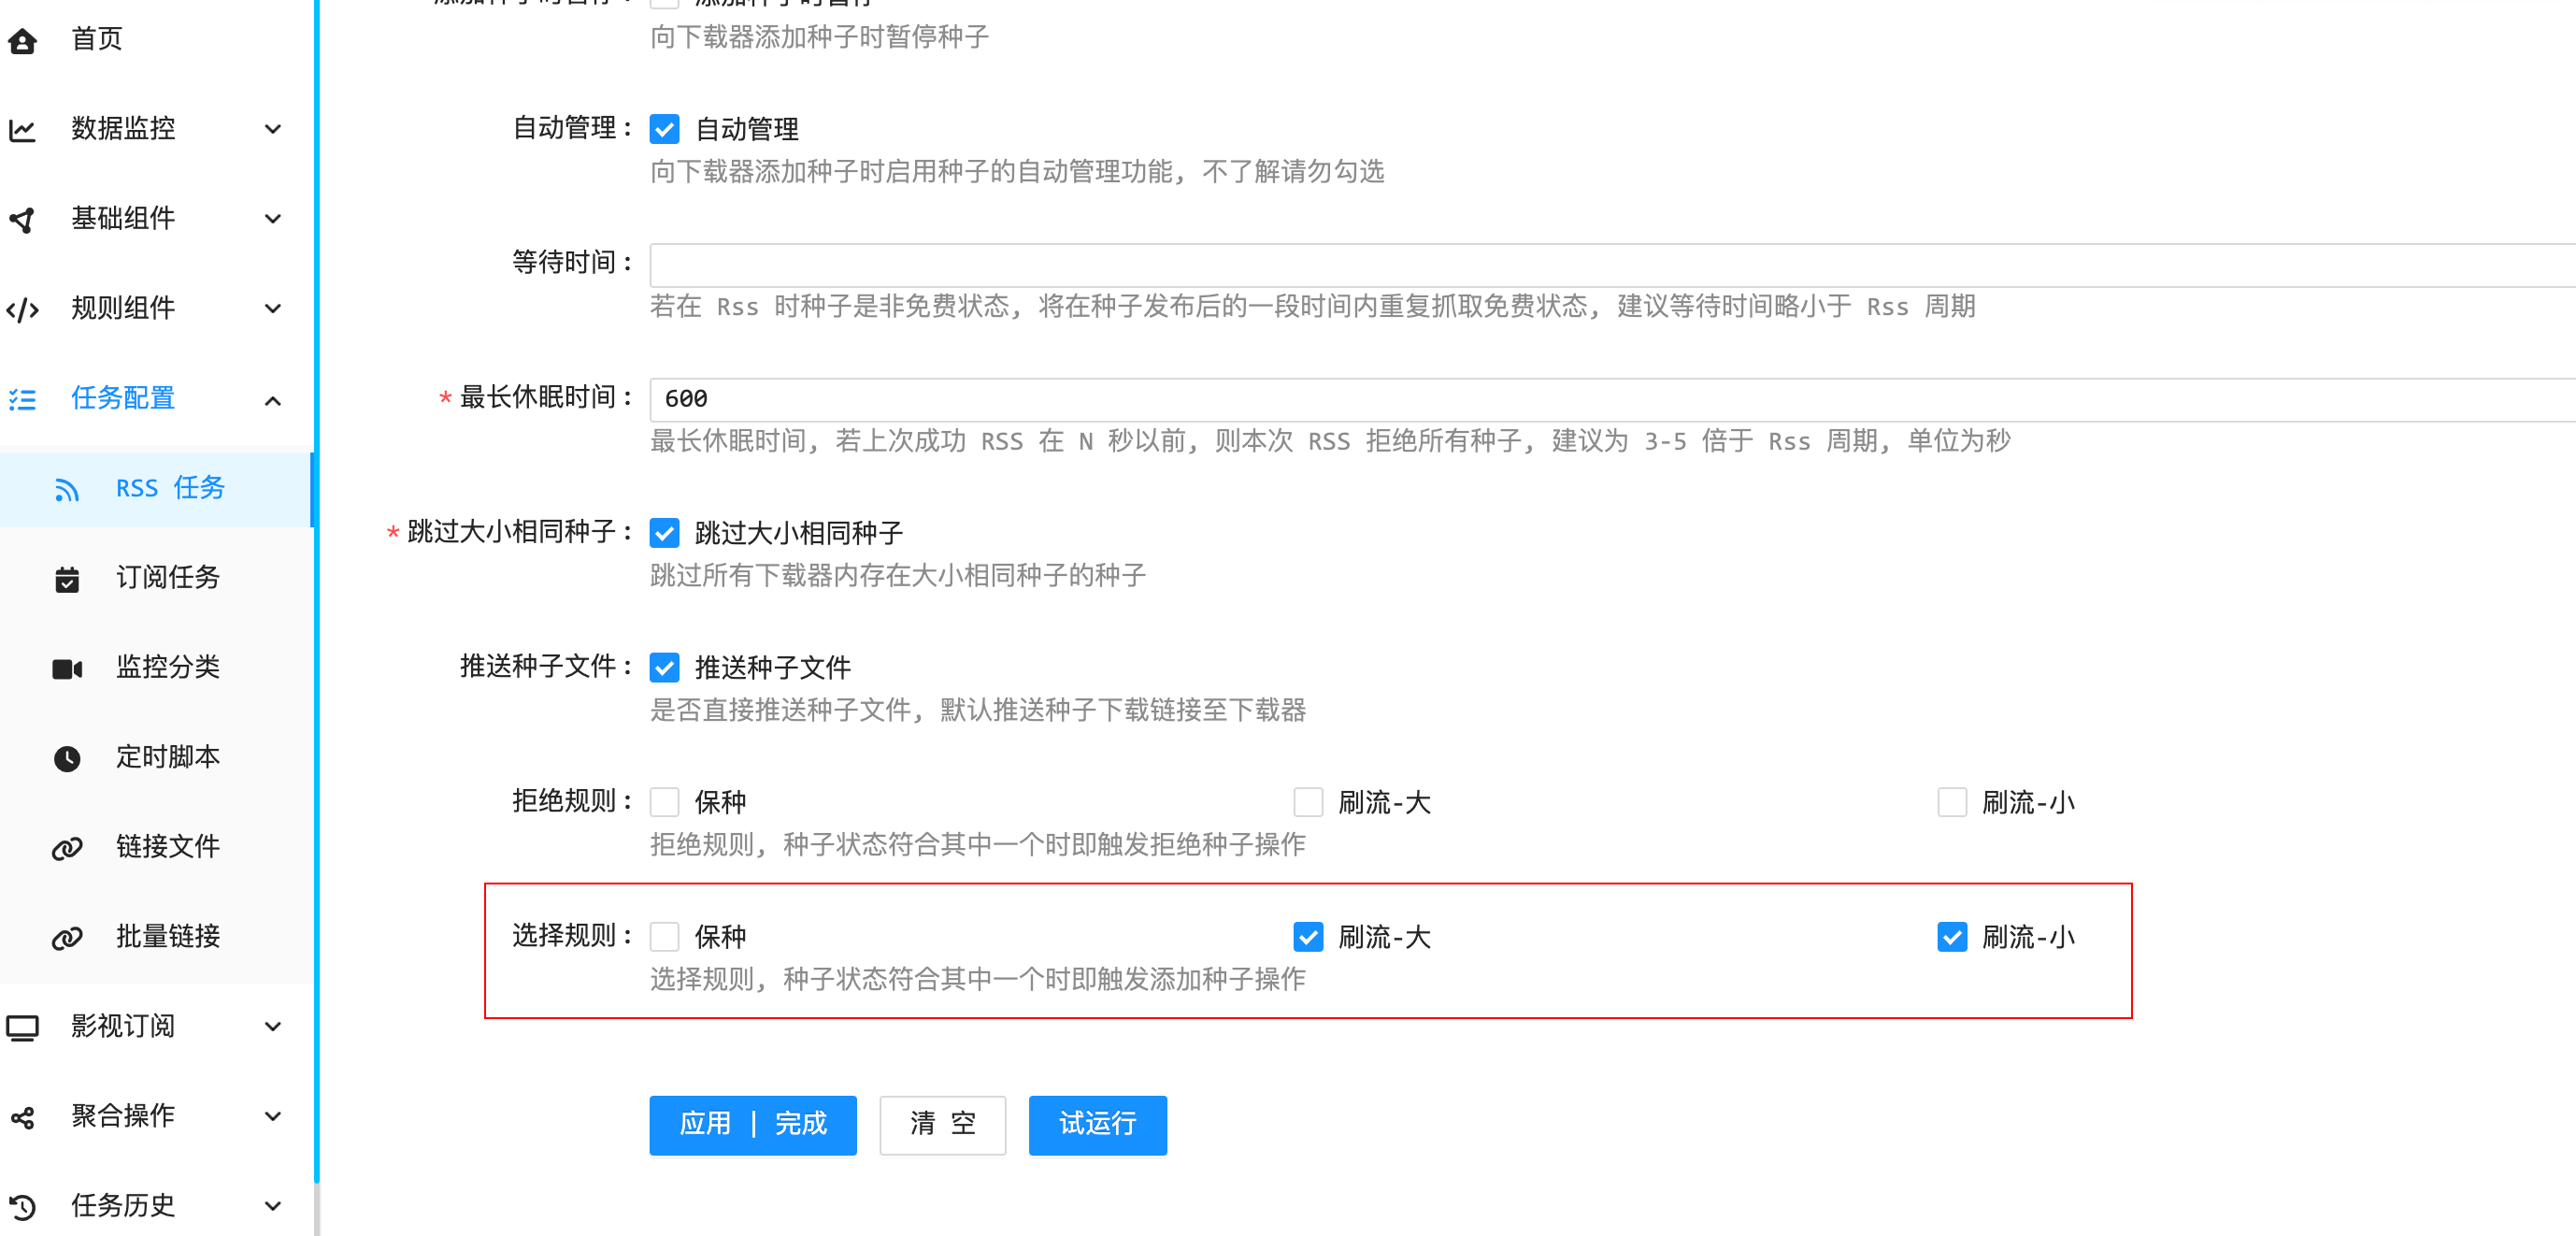 首页
数据监控
基础组件
规则组件
任务配置
RSS 任务
订阅任务
监控分类
定时脚本
链接文件
批量链接
影视订阅
聚合操作
任务历史
添加种子时暂停: 添加种子时暂停
向下载器添加种子时暂停种子
自动管理: 自动管理
向下载器添加种子时启用种子的自动管理功能, 不了解请勿勾选
等待时间:
若在 Rss 时种子是非免费状态, 将在种子发布后的一段时间内重复抓取免费状态, 建议等待时间略小于 Rss 周期
* 最长休眠时间: 600
最长休眠时间, 若上次成功 RSS 在 N 秒以前, 则本次 RSS 拒绝所有种子, 建议为 3-5 倍于 Rss 周期, 单位为秒
* 跳过大小相同种子: 跳过大小相同种子
跳过所有下载器内存在大小相同种子的种子
推送种子文件: 推送种子文件
是否直接推送种子文件, 默认推送种子下载链接至下载器
拒绝规则: 保种 刷流-大 刷流-小
拒绝规则, 种子状态符合其中一个时即触发拒绝种子操作
选择规则: 保种 刷流-大 刷流-小
选择规则, 种子状态符合其中一个时即触发添加种子操作
应用 | 完成 清 空 试运行